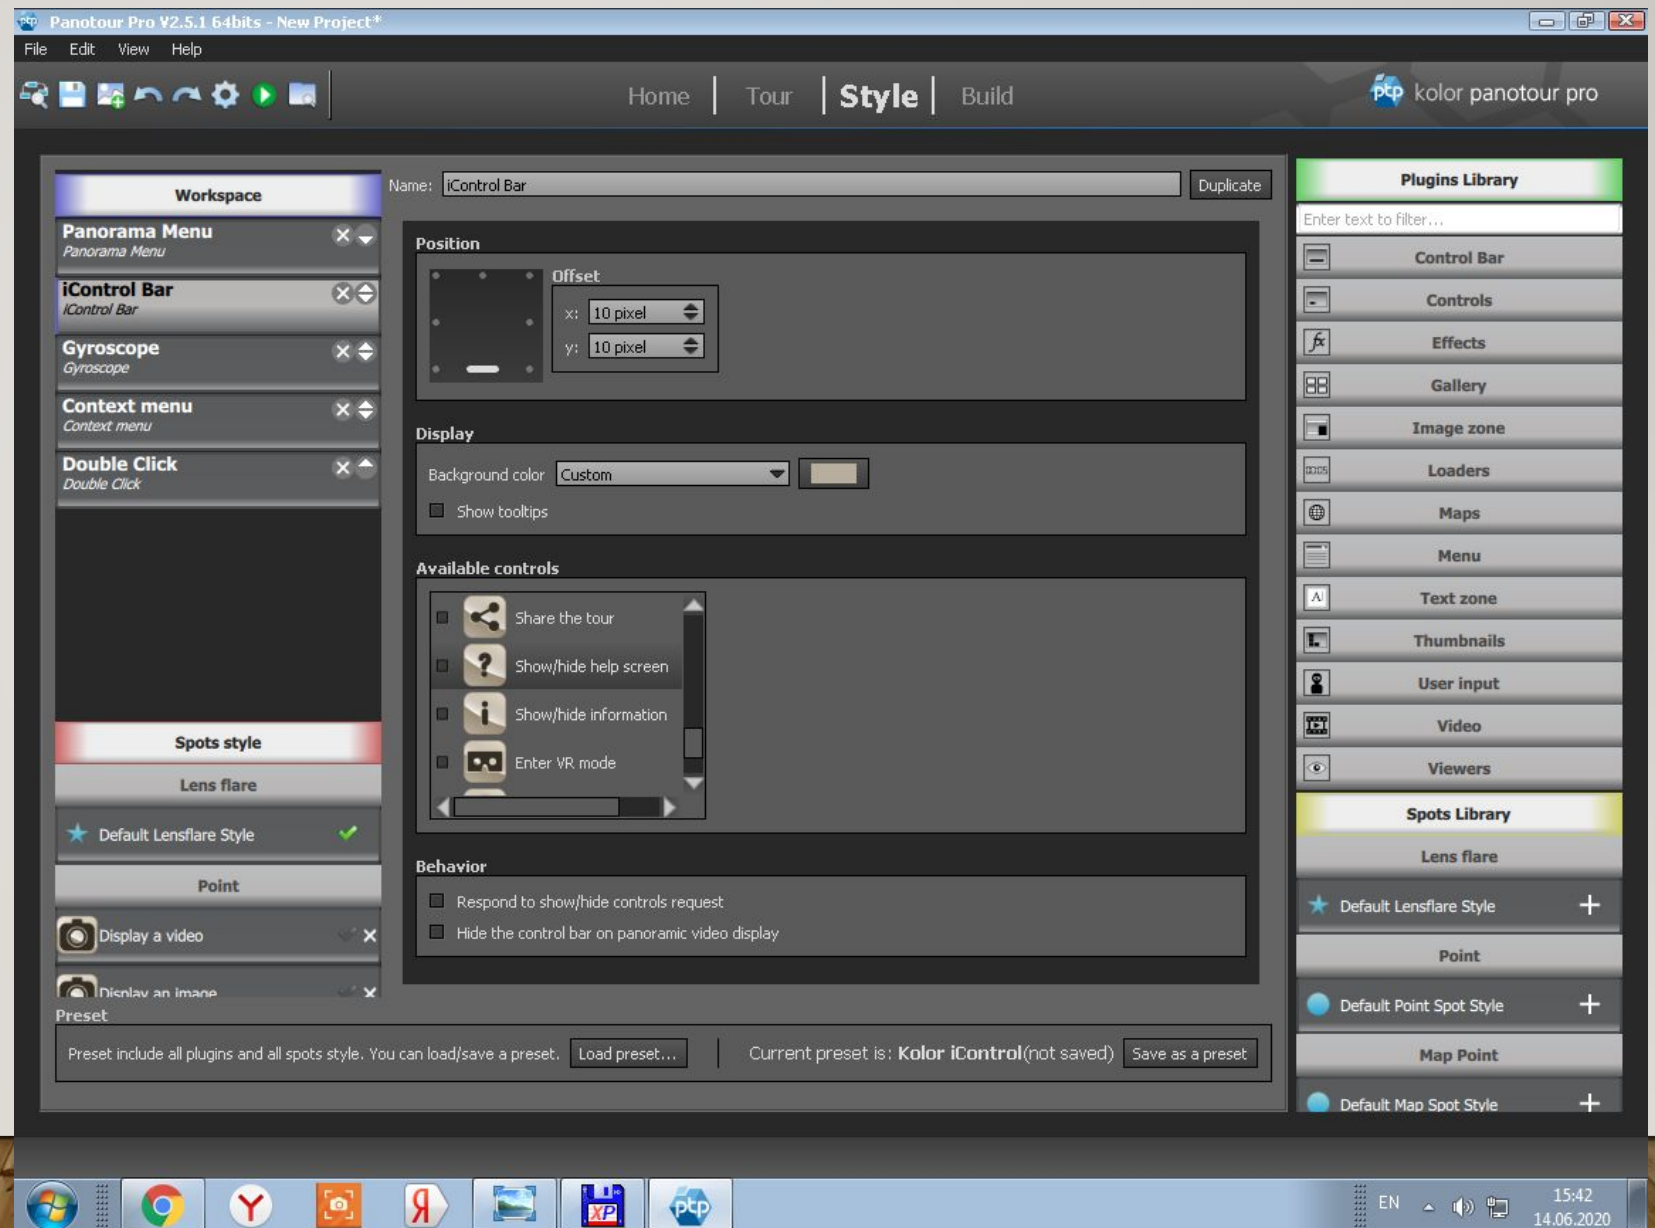 Panotour Pro V2.5.1 64bits - New Project*
File Edit View Help
Home Tour Style Build
ptp kolor panotour pro
Workspace
Panorama Menu
Panorama Menu
iControl Bar
iControl Bar
Gyroscope
Gyroscope
Context menu
Context menu
Double Click
Double Click
Spots style
Lens flare
Default Lensflare Style
Point
Display a video
Display an image
Name: iControl Bar Duplicate
Position
Offset
x: 10 pixel
y: 10 pixel
Display
Background color Custom
Show tooltips
Available controls
Share the tour
Show/hide help screen
Show/hide information
Enter VR mode
Behavior
Respond to show/hide controls request
Hide the control bar on panoramic video display
Preset
Preset include all plugins and all spots style. You can load/save a preset. Load preset... Current preset is: Kolor iControl(not saved) Save as a preset
Plugins Library
Enter text to filter...
Control Bar
Controls
Effects
Gallery
Image zone
Loaders
Maps
Menu
Text zone
Thumbnails
User input
Video
Viewers
Spots Library
Lens flare
Default Lensflare Style
Point
Default Point Spot Style
Map Point
Default Map Spot Style
Y
Я
XP
ptp
EN
15:42
14.06.2020